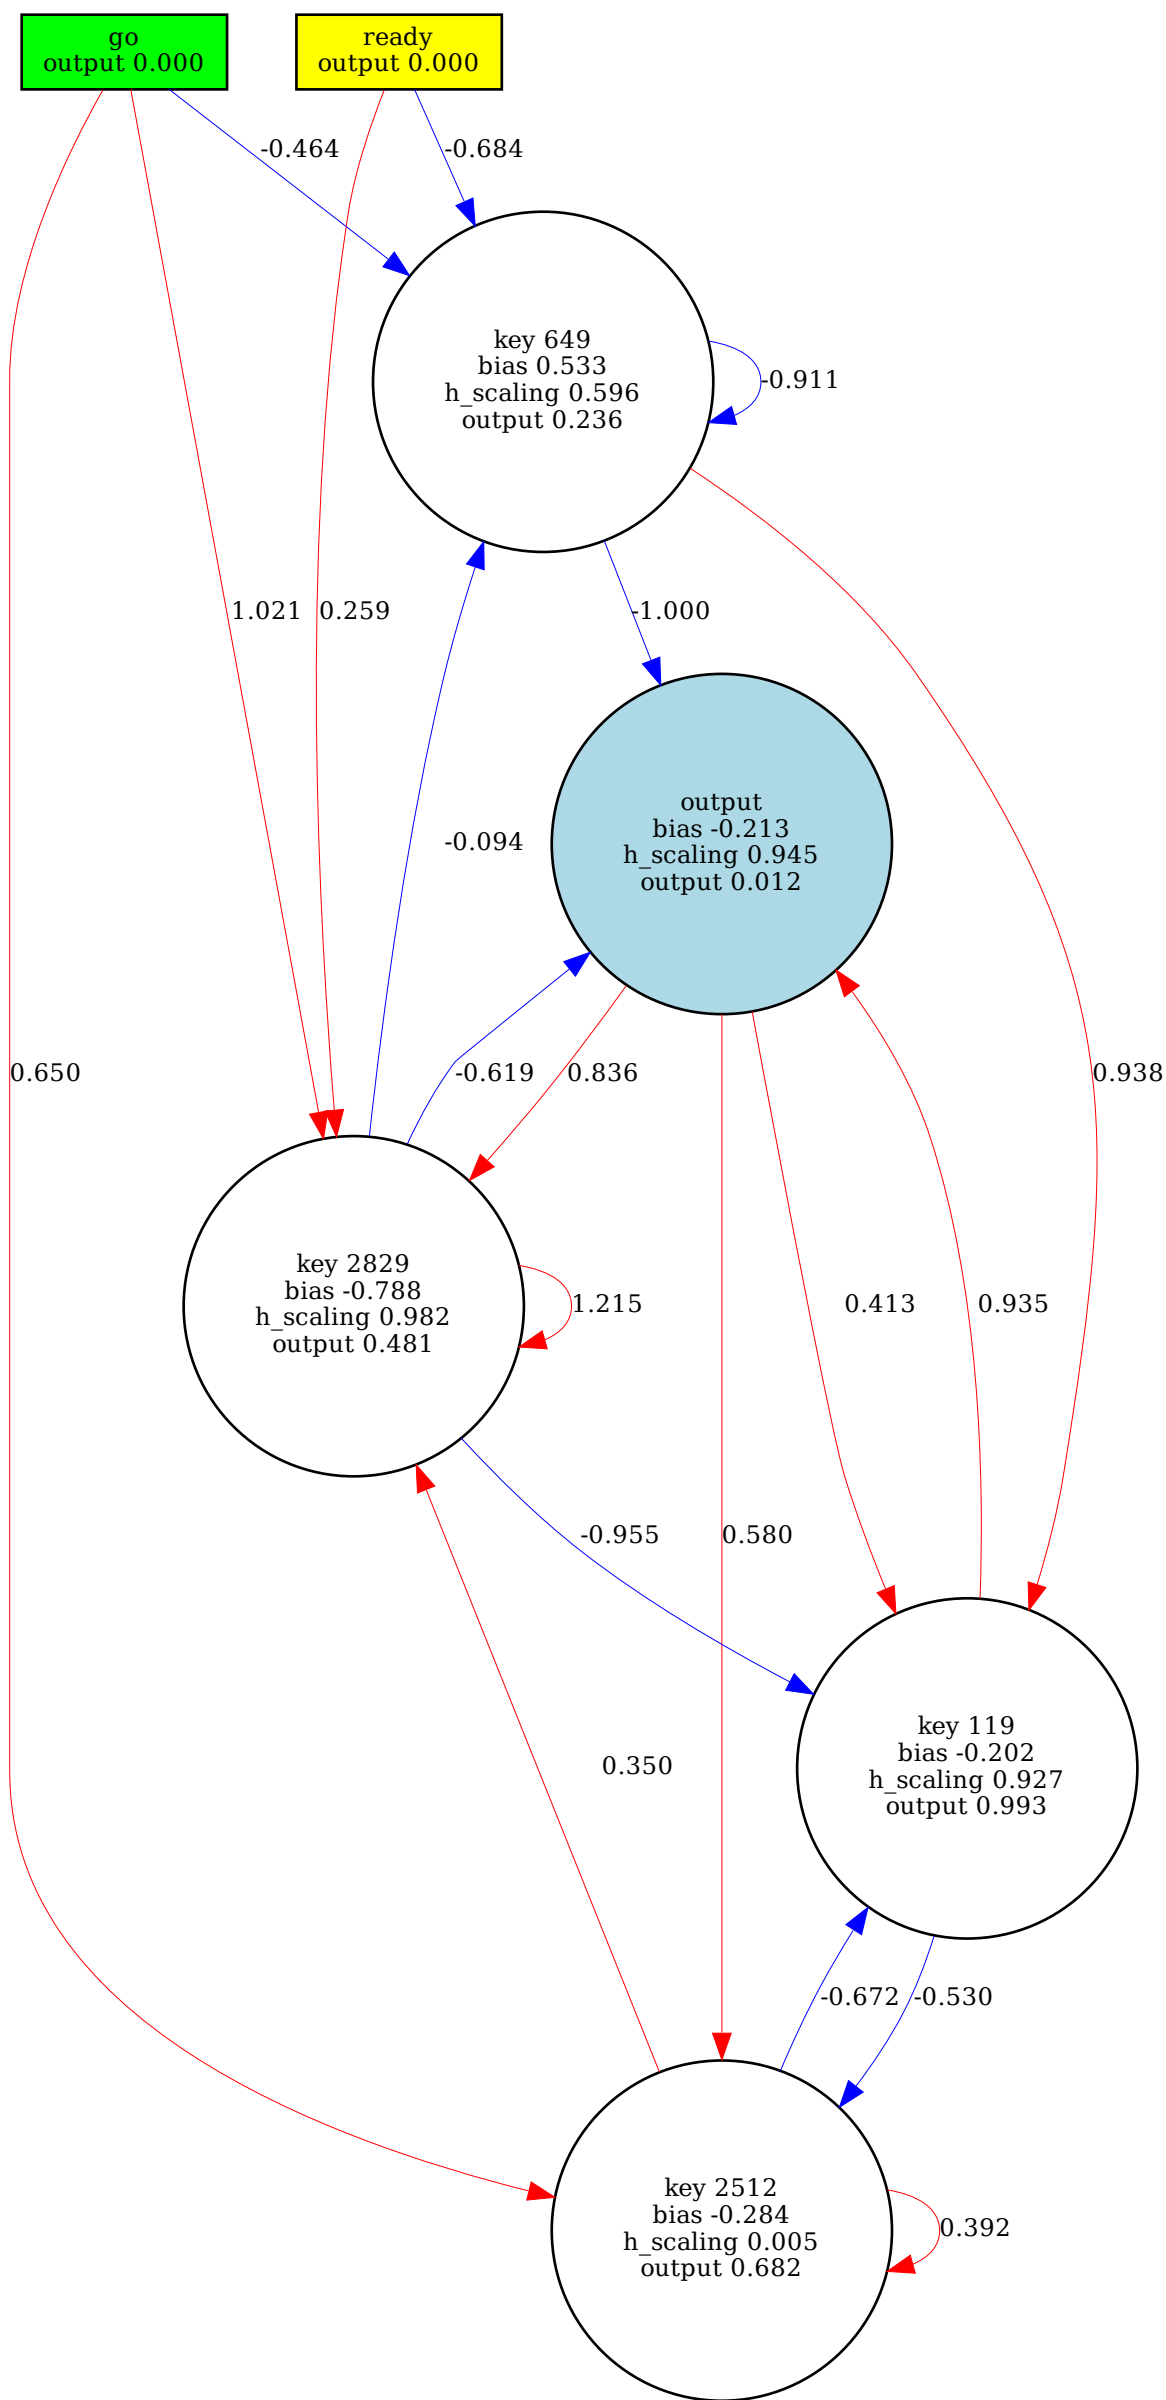 go
output 0.000
ready
output 0.000
-0.464
-0.684
key 649
bias 0.533
h_scaling 0.596
output 0.236
-0.911
1.021
0.259
-1.000
output
bias -0.213
h_scaling 0.945
output 0.012
-0.094
0.650
-0.619
0.836
0.938
key 2829
bias -0.788
h_scaling 0.982
output 0.481
1.215
0.413
0.935
-0.955
0.580
key 119
bias -0.202
h_scaling 0.927
output 0.993
0.350
-0.672
-0.530
key 2512
bias -0.284
h_scaling 0.005
output 0.682
0.392